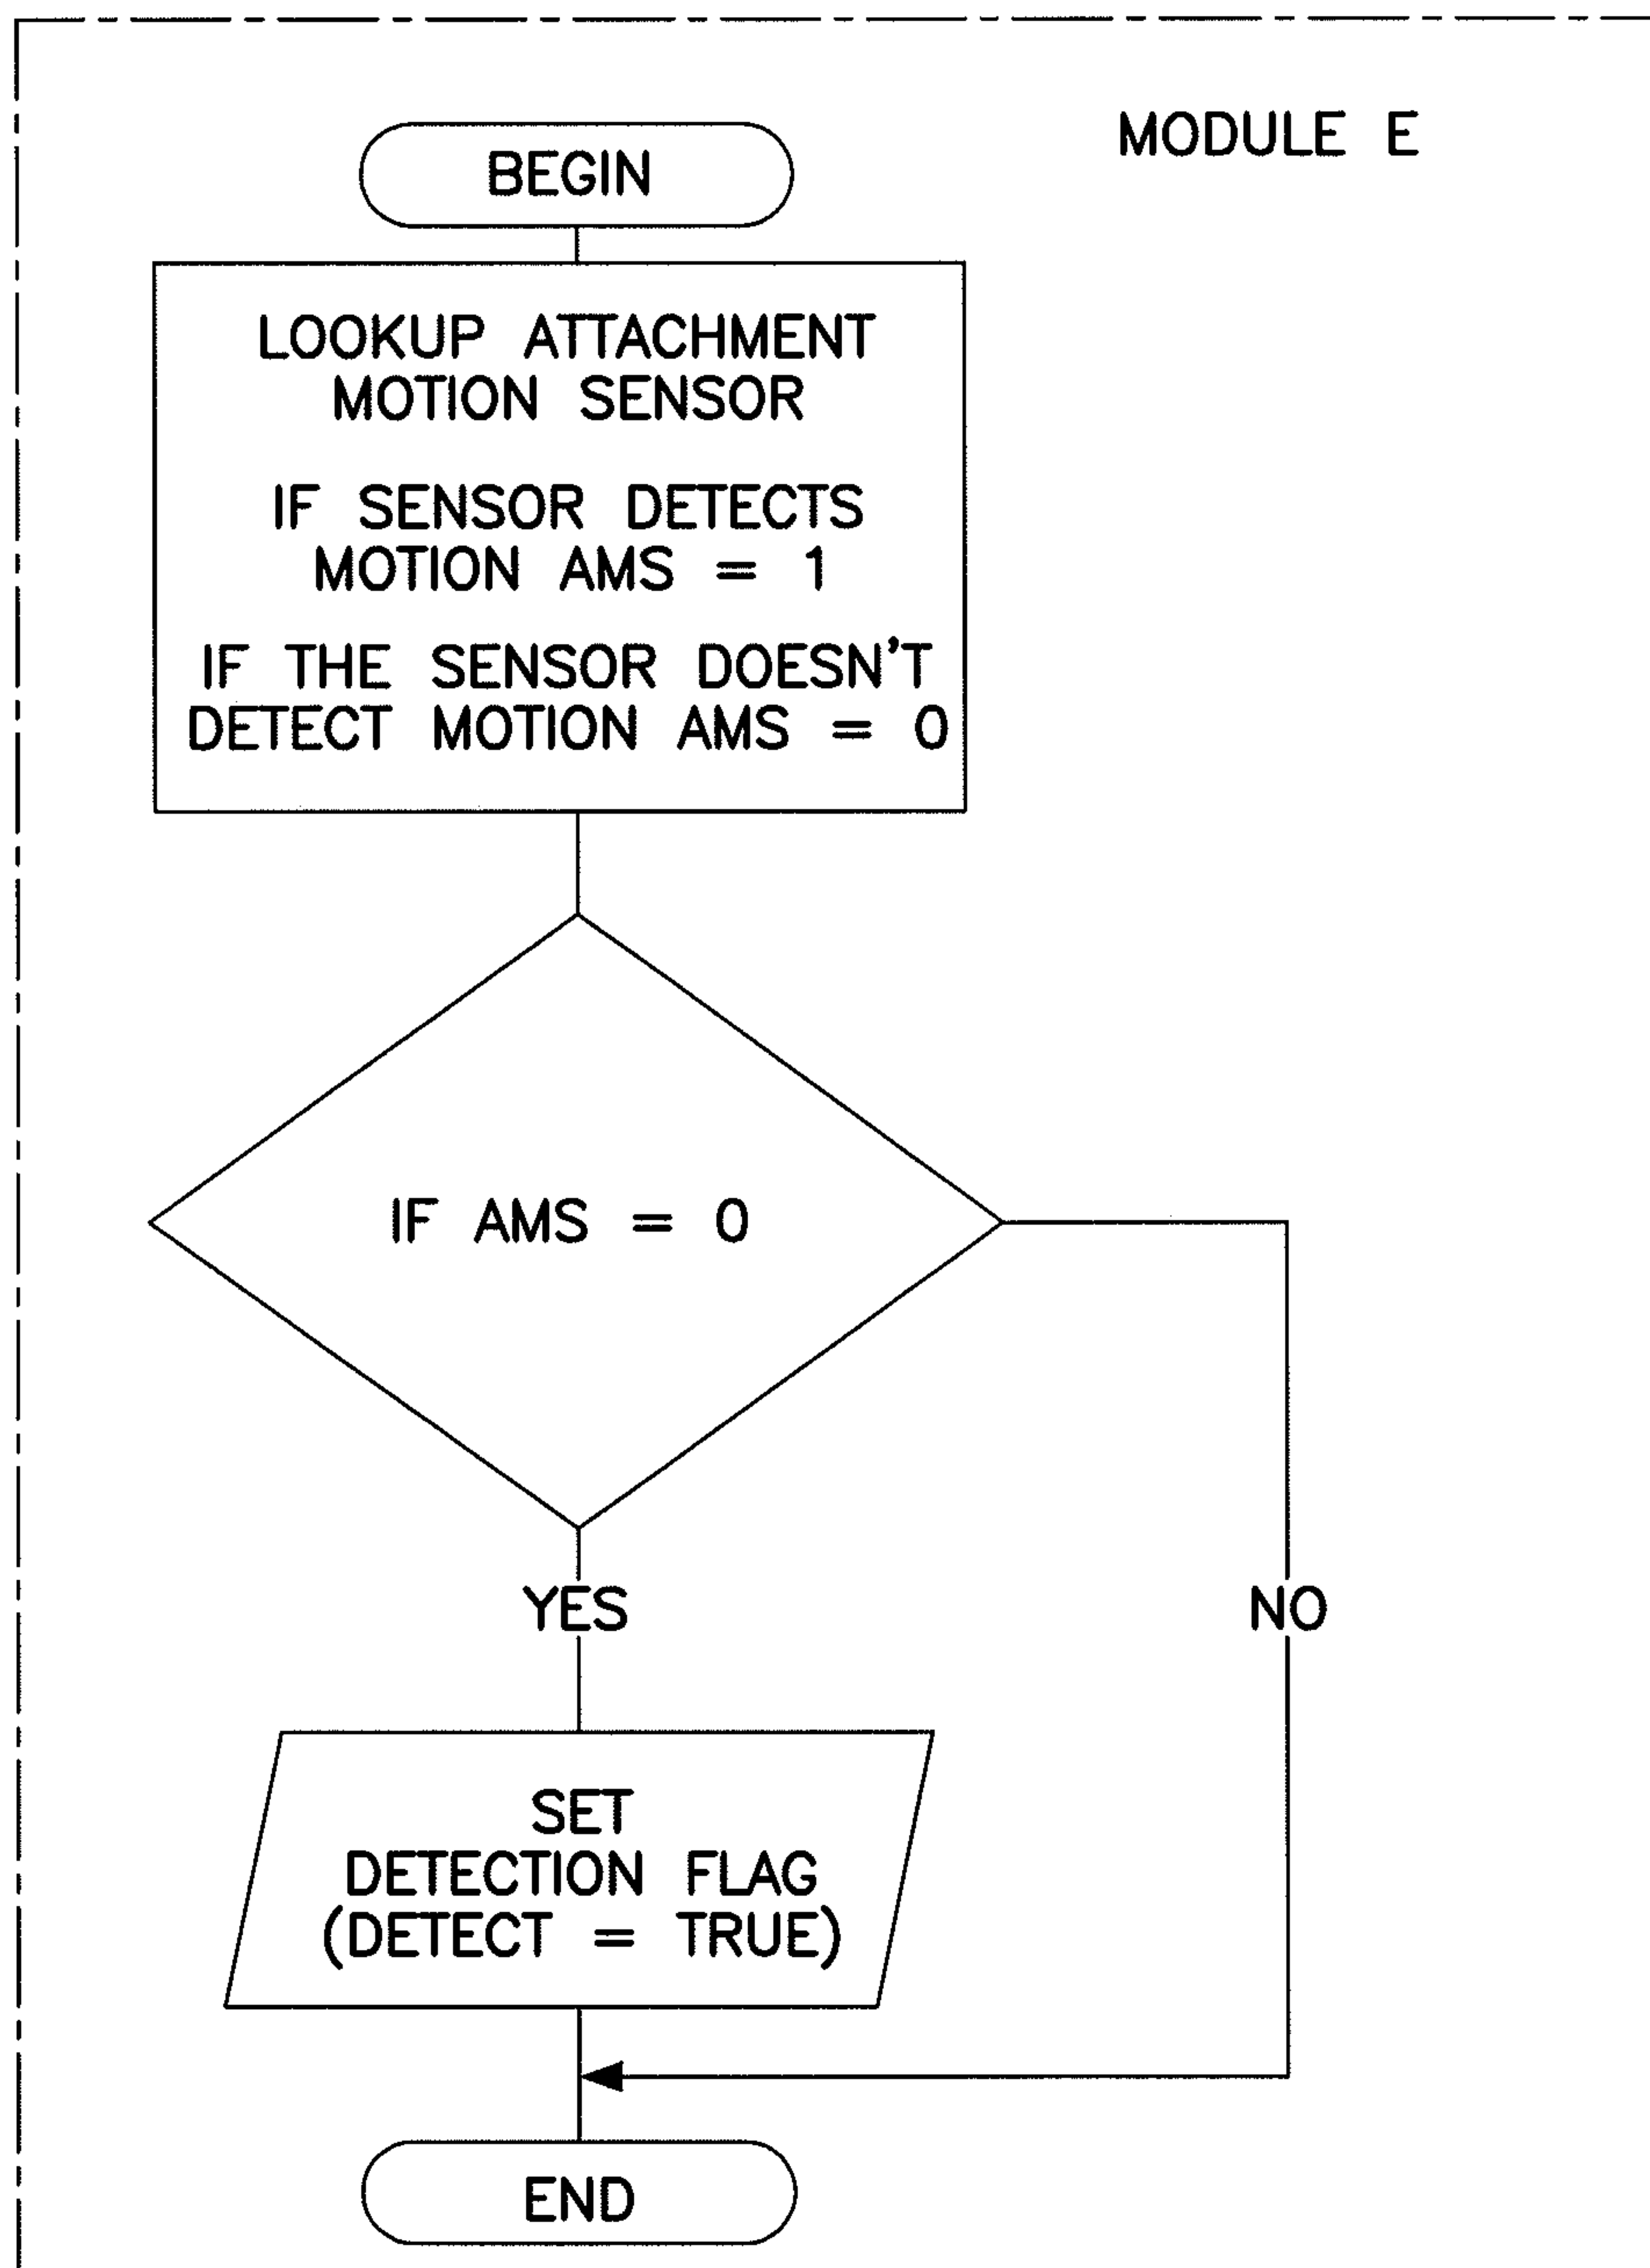 MODULE E
BEGIN
LOOKUP ATTACHMENT
MOTION SENSOR
IF SENSOR DETECTS
MOTION AMS = 1
IF THE SENSOR DOESN'T
DETECT MOTION AMS = 0
IF AMS = 0
YES
NO
SET
DETECTION FLAG
(DETECT = TRUE)
END